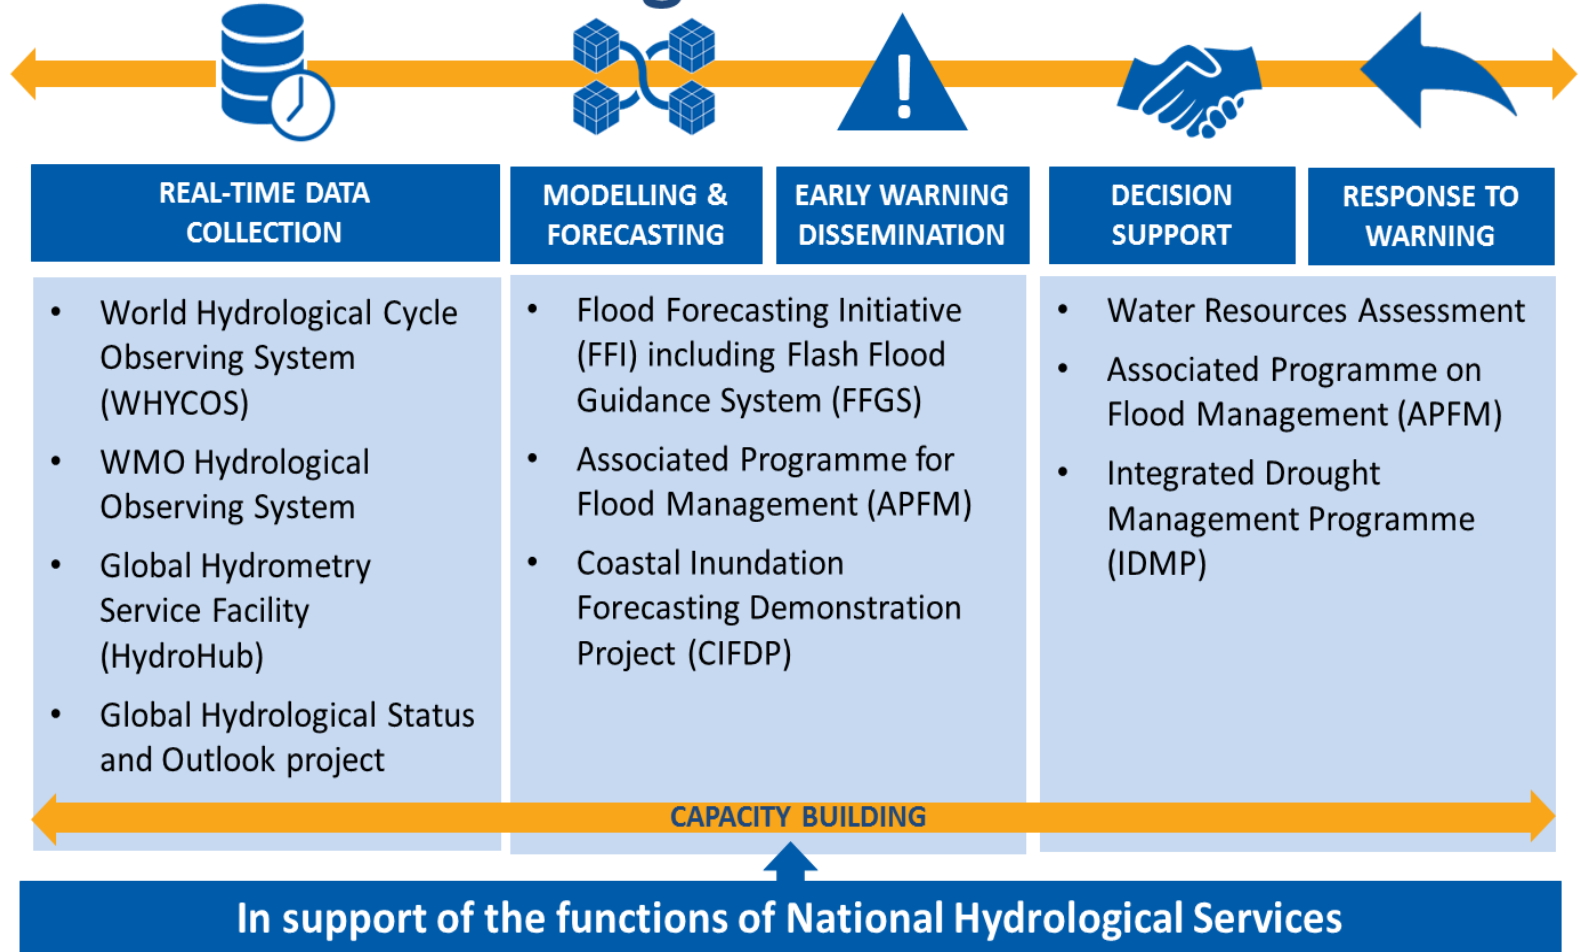 REAL-TIME DATA
COLLECTION
MODELLING &
FORECASTING
EARLY WARNING
DISSEMINATION
DECISION
SUPPORT
RESPONSE TO
WARNING
• World Hydrological Cycle
Observing System
(WHYCOS)
• WMO Hydrological
Observing System
• Global Hydrometry
Service Facility
(HydroHub)
• Global Hydrological Status
and Outlook project
• Flood Forecasting Initiative
(FFI) including Flash Flood
Guidance System (FFGS)
• Associated Programme for
Flood Management (APFM)
• Coastal Inundation
Forecasting Demonstration
Project (CIFDP)
• Water Resources Assessment
• Associated Programme on
Flood Management (APFM)
• Integrated Drought
Management Programme
(IDMP)
CAPACITY BUILDING
In support of the functions of National Hydrological Services